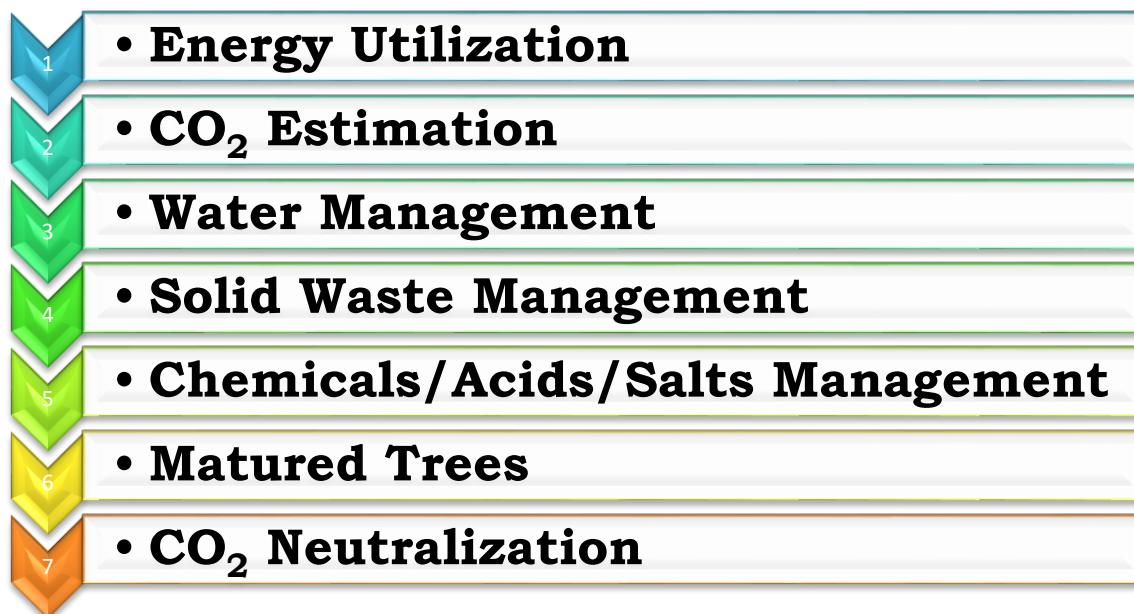 1 • Energy Utilization
2 • CO₂ Estimation
3 • Water Management
4 • Solid Waste Management
5 • Chemicals/Acids/Salts Management
6 • Matured Trees
7 • CO₂ Neutralization